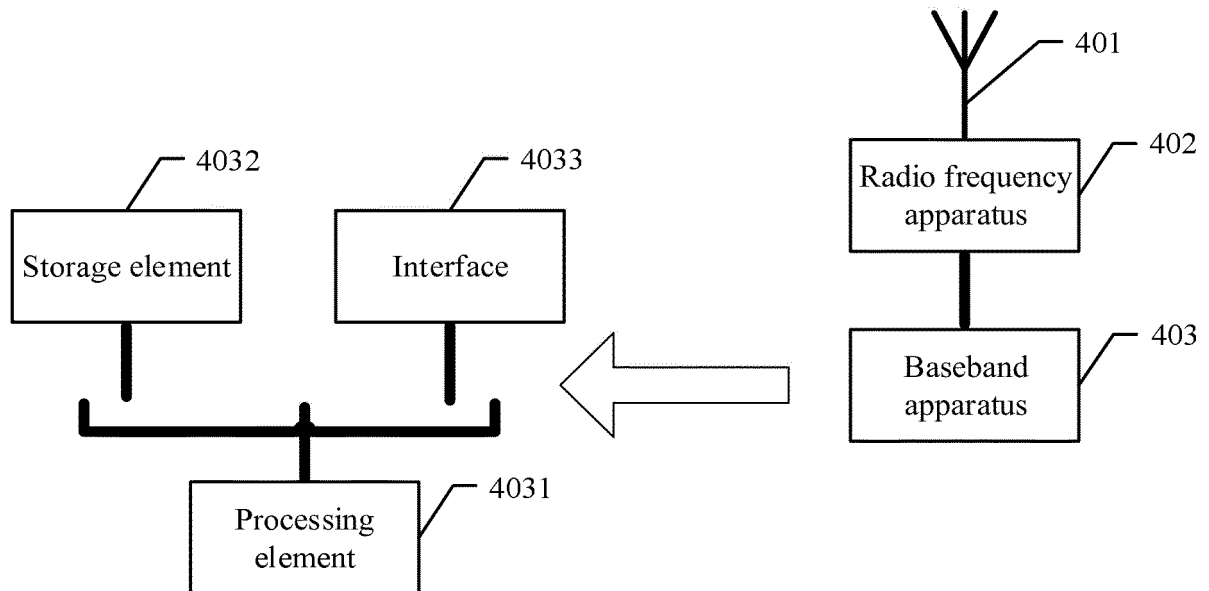 401
402
Radio frequency
apparatus
403
Baseband
apparatus
4032
Storage element
4033
Interface
4031
Processing
element